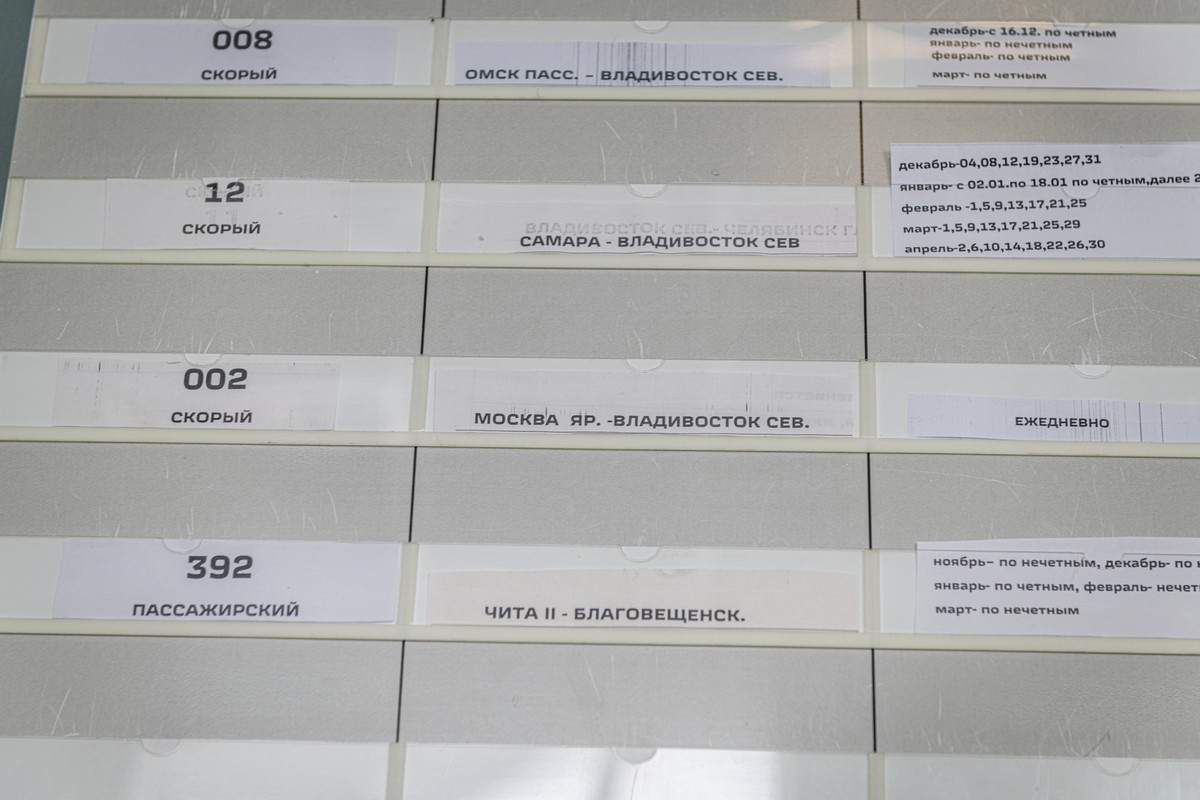 008
СКОРЫЙ
ОМСК ПАСС. – ВЛАДИВОСТОК СЕВ.
декабрь-с 16.12. по четным
январь- по нечетным
февраль- по четным
март- по четным
12
СКОРЫЙ
ВЛАДИВОСТОК СЕВ.- ЧЕЛЯБИНСК
САМАРА - ВЛАДИВОСТОК СЕВ
декабрь-04,08,12,19,23,27,31
январь- с 02.01.по 18.01 по четным,далее 2
февраль -1,5,9,13,17,21,25
март-1,5,9,13,17,21,25,29
апрель-2,6,10,14,18,22,26,30
002
СКОРЫЙ
МОСКВА ЯР. -ВЛАДИВОСТОК СЕВ.
ЕЖЕДНЕВНО
392
ПАССАЖИРСКИЙ
ЧИТА II - БЛАГОВЕЩЕНСК.
ноябрь– по нечетным, декабрь- по
январь- по четным, февраль- нечет
март- по нечетным